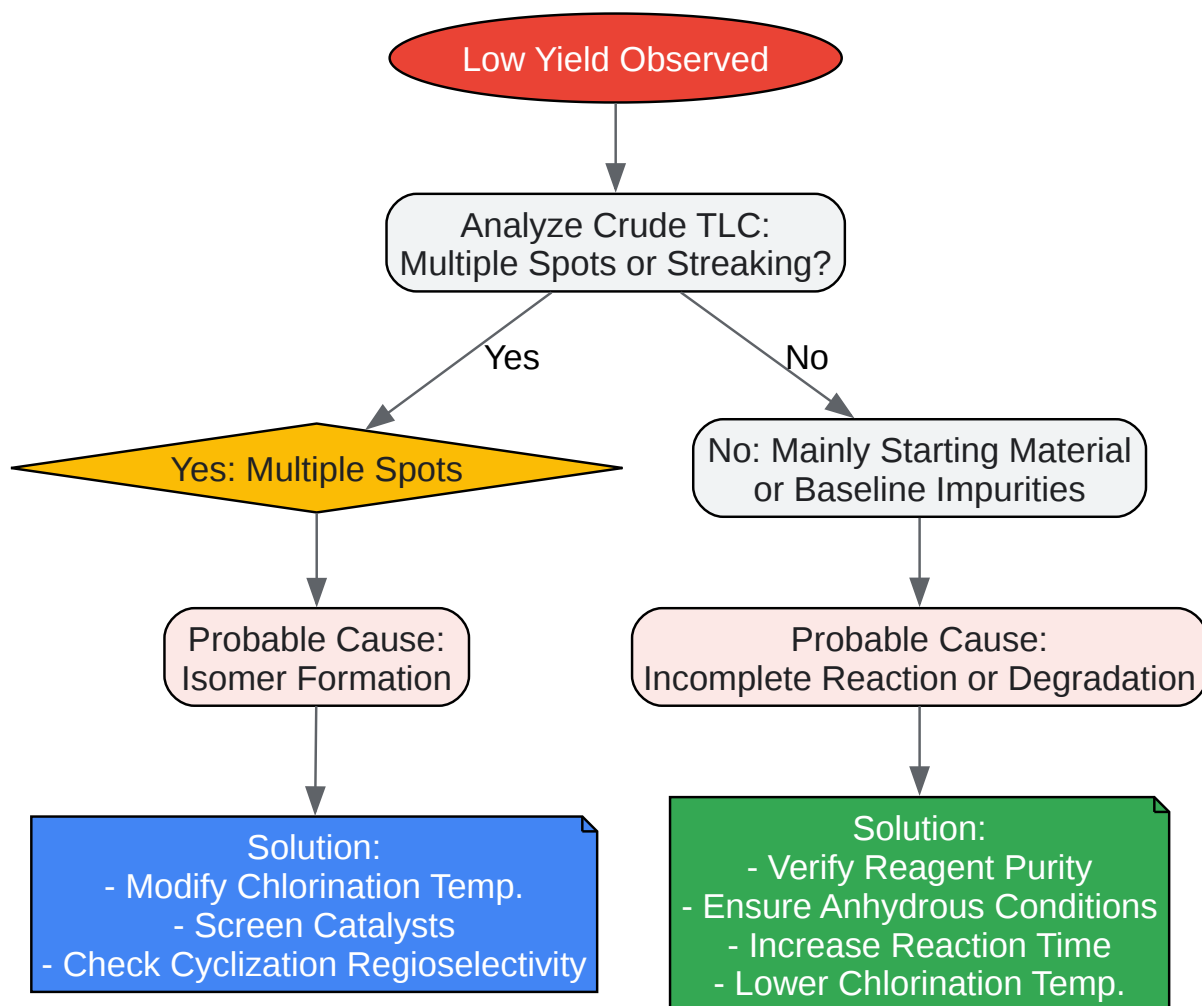 Low Yield Observed
Analyze Crude TLC:
Multiple Spots or Streaking?
Yes
No
Yes: Multiple Spots
No: Mainly Starting Material
or Baseline Impurities
Probable Cause:
Isomer Formation
Probable Cause:
Incomplete Reaction or Degradation
Solution:
- Modify Chlorination Temp.
- Screen Catalysts
- Check Cyclization Regioselectivity
Solution:
- Verify Reagent Purity
- Ensure Anhydrous Conditions
- Increase Reaction Time
- Lower Chlorination Temp.